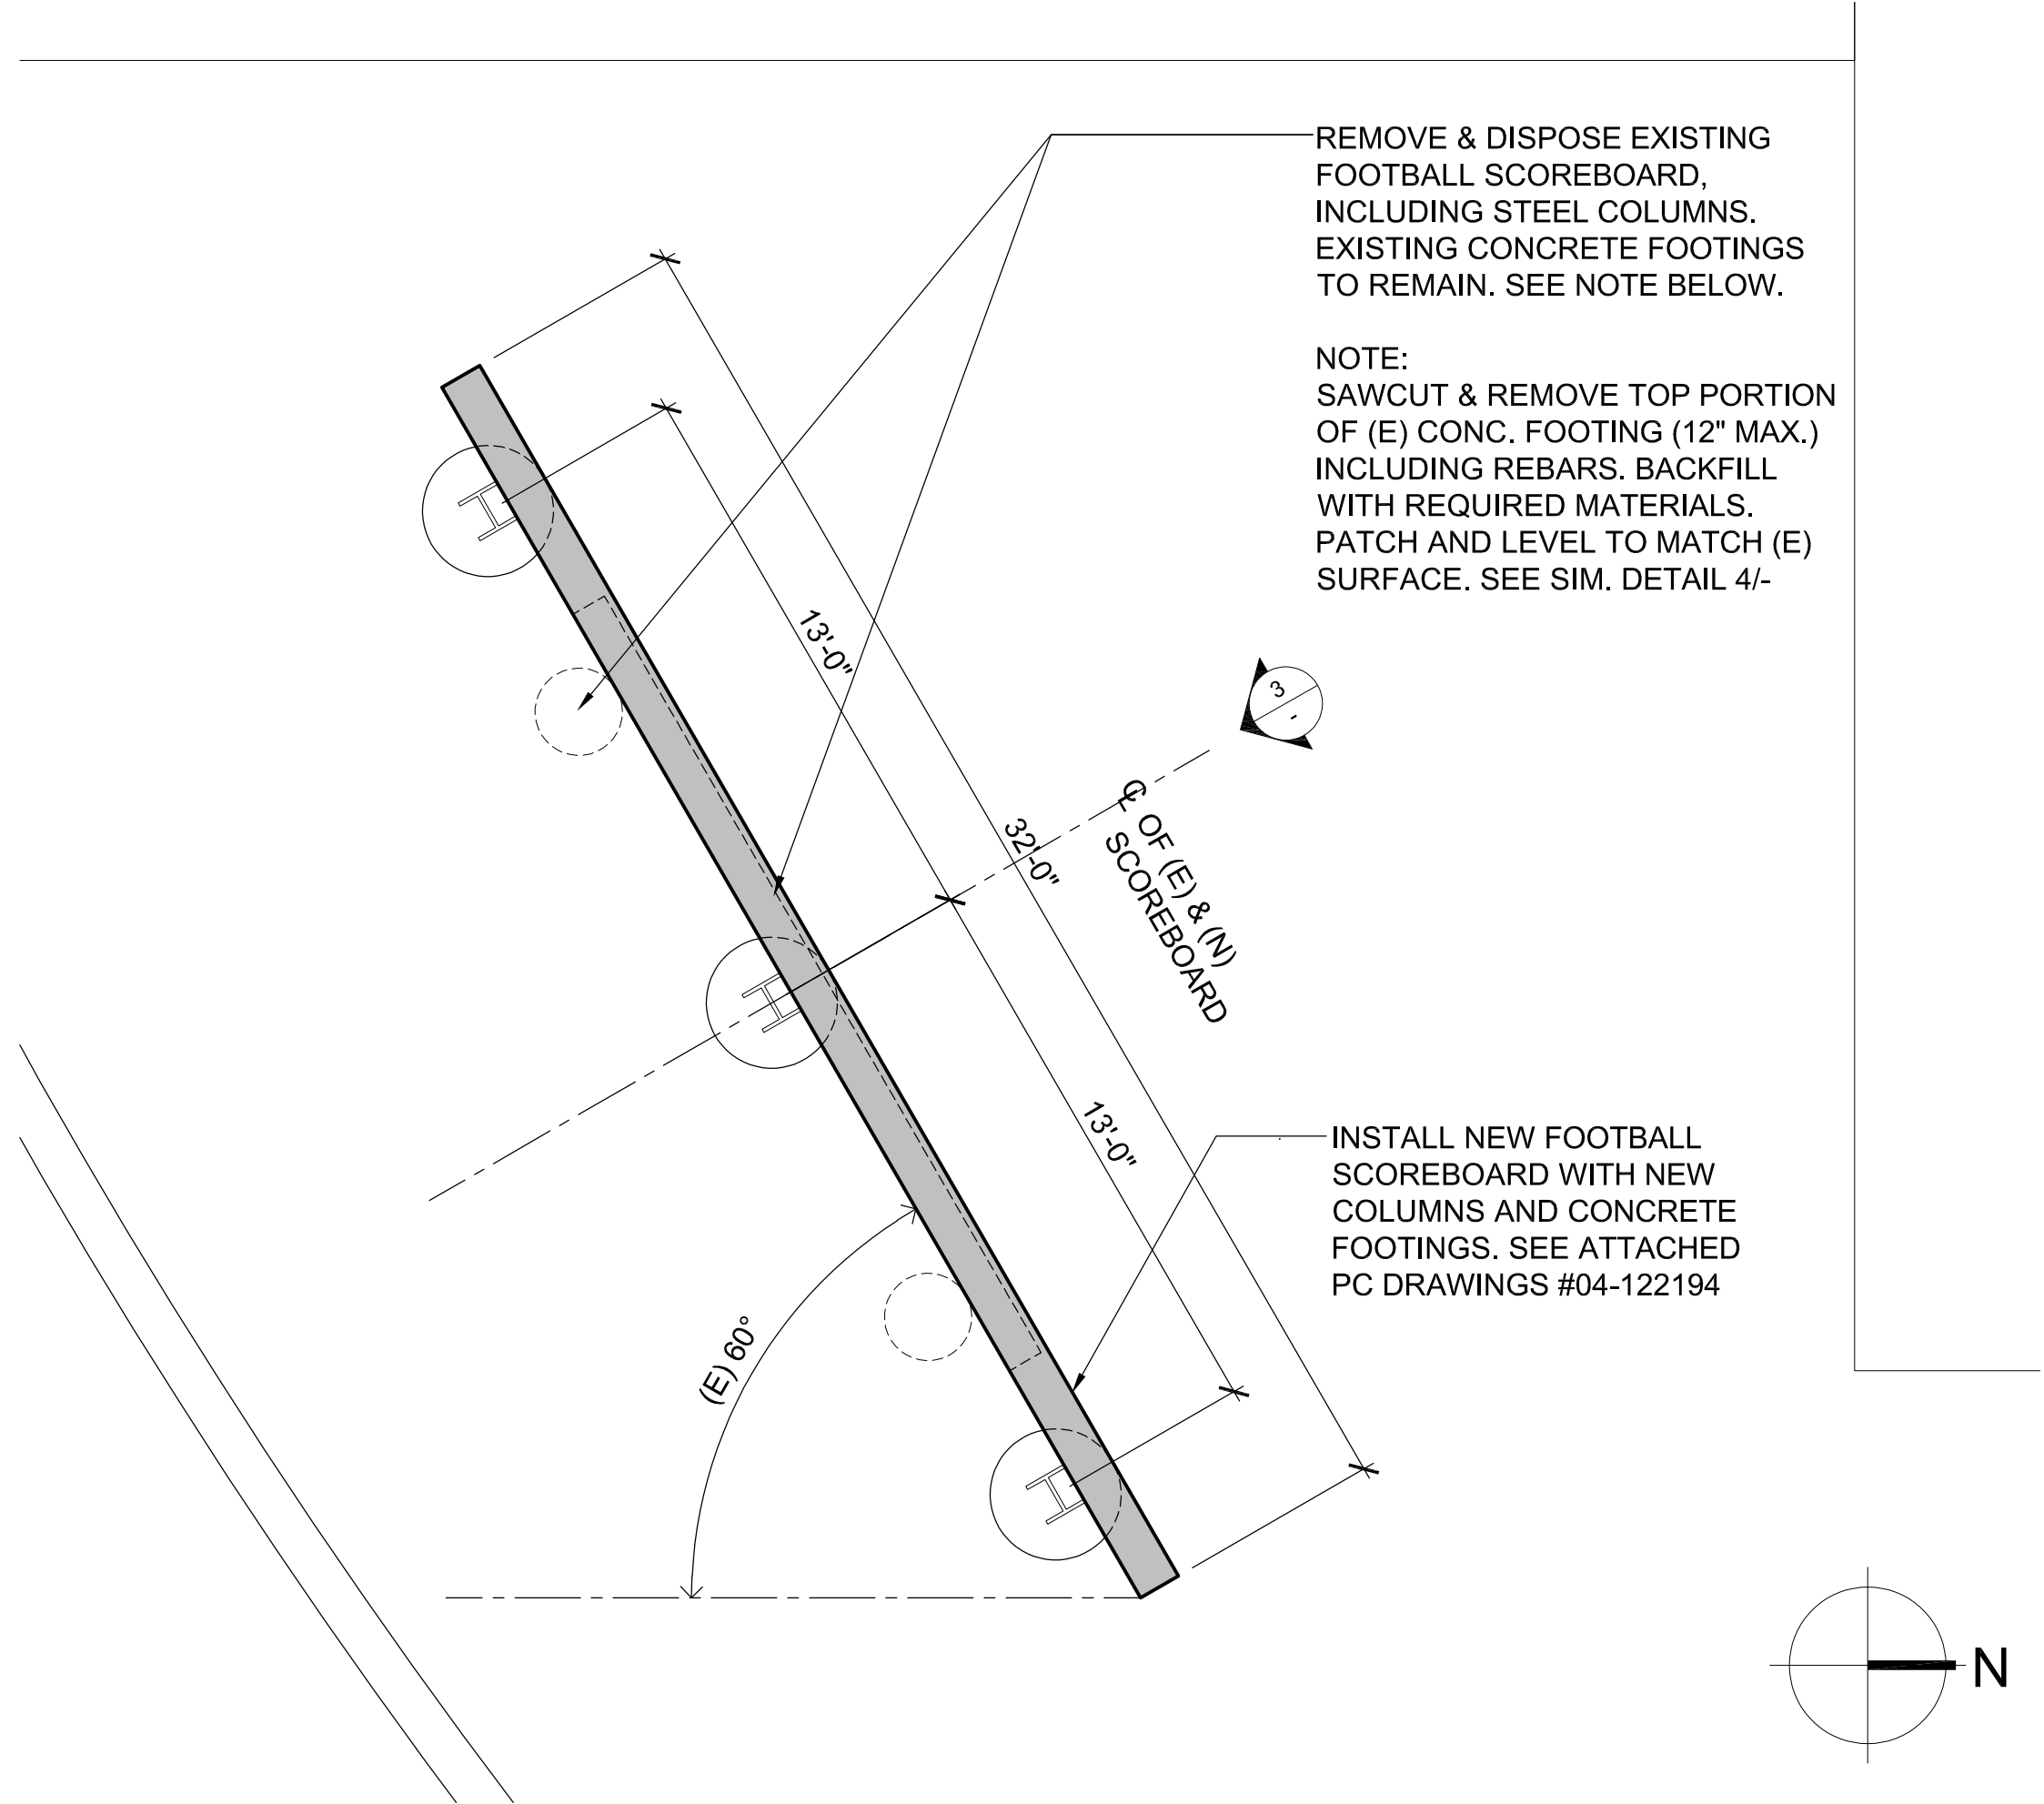 REMOVE & DISPOSE EXISTING
FOOTBALL SCOREBOARD,
INCLUDING STEEL COLUMNS.
EXISTING CONCRETE FOOTINGS
TO REMAIN. SEE NOTE BELOW.
NOTE:
SAWCUT & REMOVE TOP PORTION
OF (E) CONC. FOOTING (12" MAX.)
INCLUDING REBARS. BACKFILL
WITH REQUIRED MATERIALS.
PATCH AND LEVEL TO MATCH (E)
SURFACE. SEE SIM. DETAIL 4/-
13'-0"
3
-
32'-0"
℄ OF (E) & (N)
SCOREBOARD
13'-0"
INSTALL NEW FOOTBALL
SCOREBOARD WITH NEW
COLUMNS AND CONCRETE
FOOTINGS. SEE ATTACHED
PC DRAWINGS #04-122194
(E) 60°
N